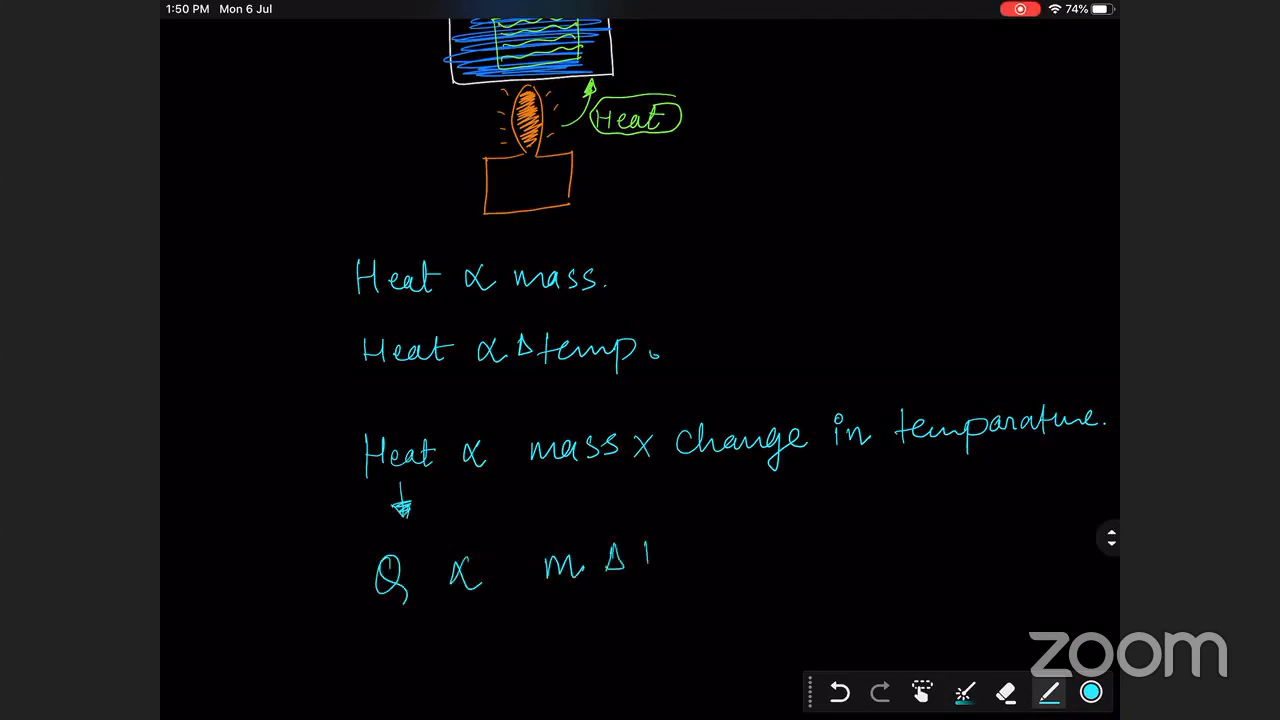 1:50 PM Mon 6 Jul
74%
Heat
Heat ∝ mass.
Heat ∝ Δtemp.
Heat ∝ mass x change in temparature.
Q ∝ m. Δ
zoom